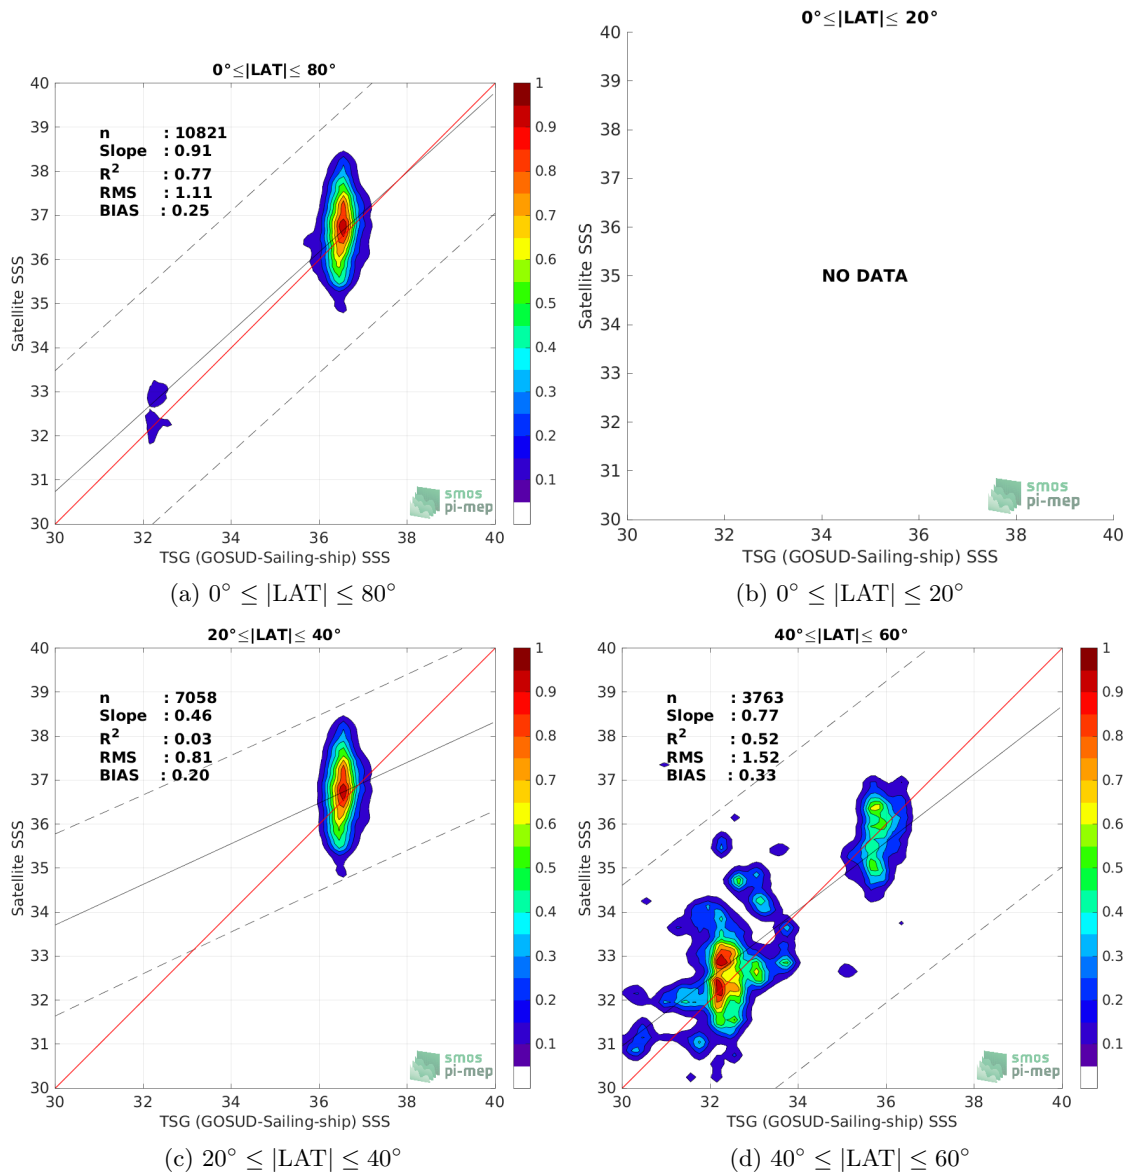 0°≤|LAT|≤ 80°
40
39
38
37
36
35
34
33
32
31
30
30 32 34 36 38 40
n : 10821
Slope : 0.91
R² : 0.77
RMS : 1.11
BIAS : 0.25
Satellite SSS
TSG (GOSUD-Sailing-ship) SSS
1
0.9
0.8
0.7
0.6
0.5
0.4
0.3
0.2
0.1
smos
pi-mep
(a) 0° ≤ |LAT| ≤ 80°
0°≤|LAT|≤ 20°
40
39
38
37
36
35
34
33
32
31
30
30 32 34 36 38 40
NO DATA
Satellite SSS
TSG (GOSUD-Sailing-ship) SSS
smos
pi-mep
(b) 0° ≤ |LAT| ≤ 20°
20°≤|LAT|≤ 40°
40
39
38
37
36
35
34
33
32
31
30
30 32 34 36 38 40
n : 7058
Slope : 0.46
R² : 0.03
RMS : 0.81
BIAS : 0.20
Satellite SSS
TSG (GOSUD-Sailing-ship) SSS
1
0.9
0.8
0.7
0.6
0.5
0.4
0.3
0.2
0.1
smos
pi-mep
(c) 20° ≤ |LAT| ≤ 40°
40°≤|LAT|≤ 60°
40
39
38
37
36
35
34
33
32
31
30
30 32 34 36 38 40
n : 3763
Slope : 0.77
R² : 0.52
RMS : 1.52
BIAS : 0.33
Satellite SSS
TSG (GOSUD-Sailing-ship) SSS
1
0.9
0.8
0.7
0.6
0.5
0.4
0.3
0.2
0.1
smos
pi-mep
(d) 40° ≤ |LAT| ≤ 60°